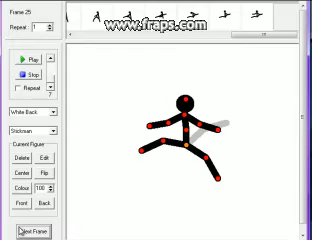 Frame 25
www.fraps.com
Repeat : 1
Play
Stop
Repeat
?
White Back
Stickman
Current Figure
Delete Edit
Centre Flip
Colour 100
Front Back
Next Frame